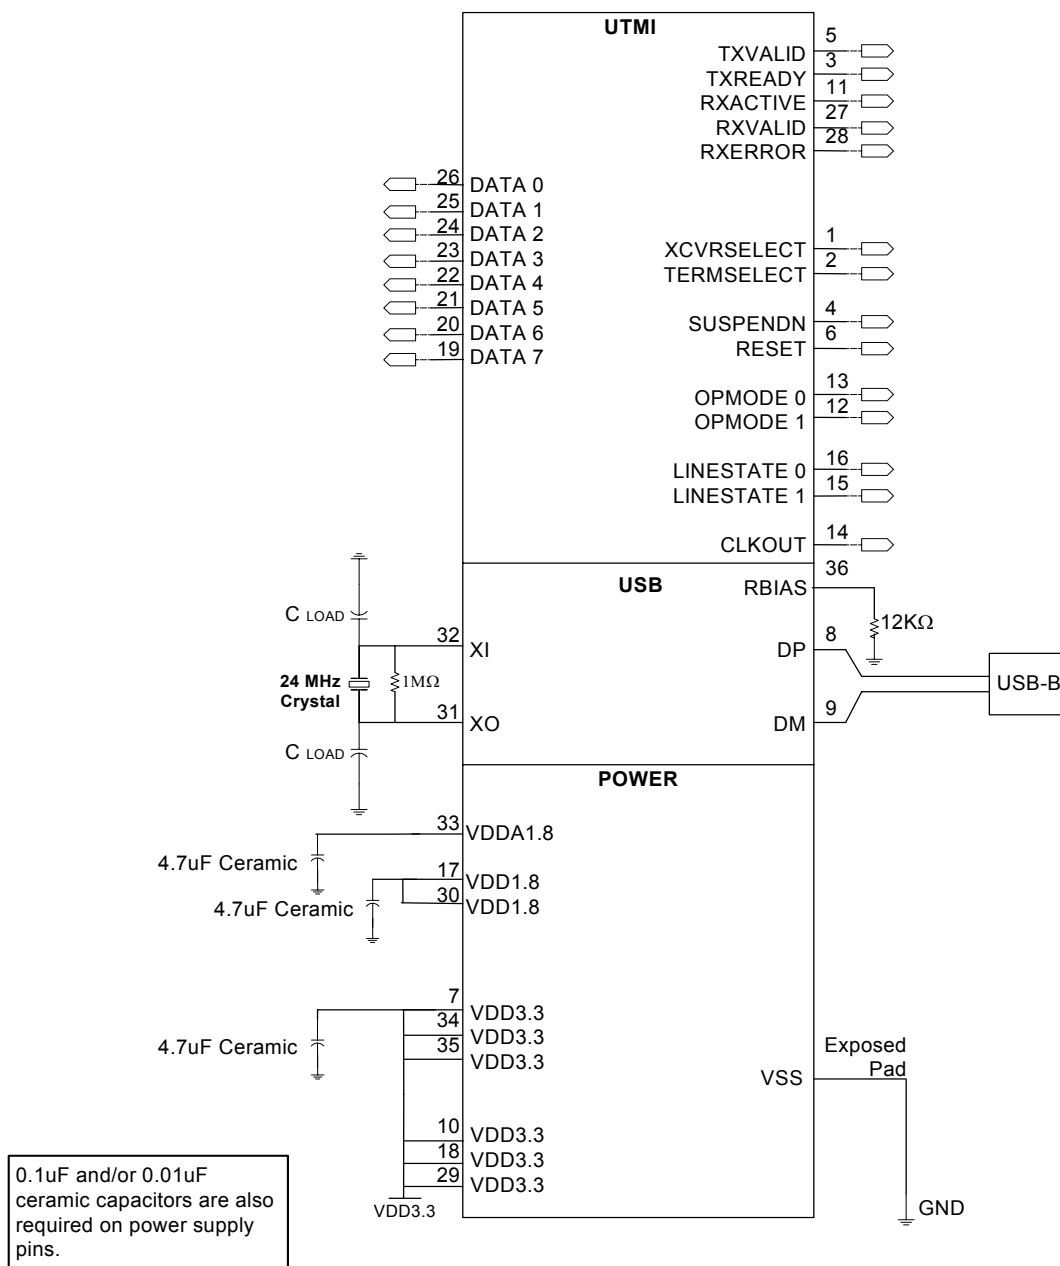 UTMI
5
TXVALID
3
TXREADY
11
RXACTIVE
27
RXVALID
28
RXERROR
26
DATA 0
25
DATA 1
24
DATA 2
23
DATA 3
22
DATA 4
21
DATA 5
20
DATA 6
19
DATA 7
1
XCVRSELECT
2
TERMSELECT
4
SUSPENDN
6
RESET
13
OPMODE 0
12
OPMODE 1
16
LINESTATE 0
15
LINESTATE 1
14
CLKOUT
USB
36
RBIAS
12KΩ
C LOAD
32
XI
24 MHz
Crystal
1MΩ
31
XO
C LOAD
8
DP
9
DM
USB-B
POWER
33
VDDA1.8
4.7uF Ceramic
17
VDD1.8
30
VDD1.8
4.7uF Ceramic
7
VDD3.3
34
VDD3.3
35
VDD3.3
4.7uF Ceramic
10
VDD3.3
18
VDD3.3
29
VDD3.3
VDD3.3
Exposed
Pad
VSS
GND
0.1uF and/or 0.01uF
ceramic capacitors are also
required on power supply
pins.